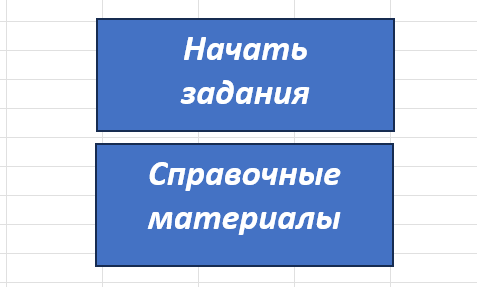 Начать
задания
Справочные
материалы